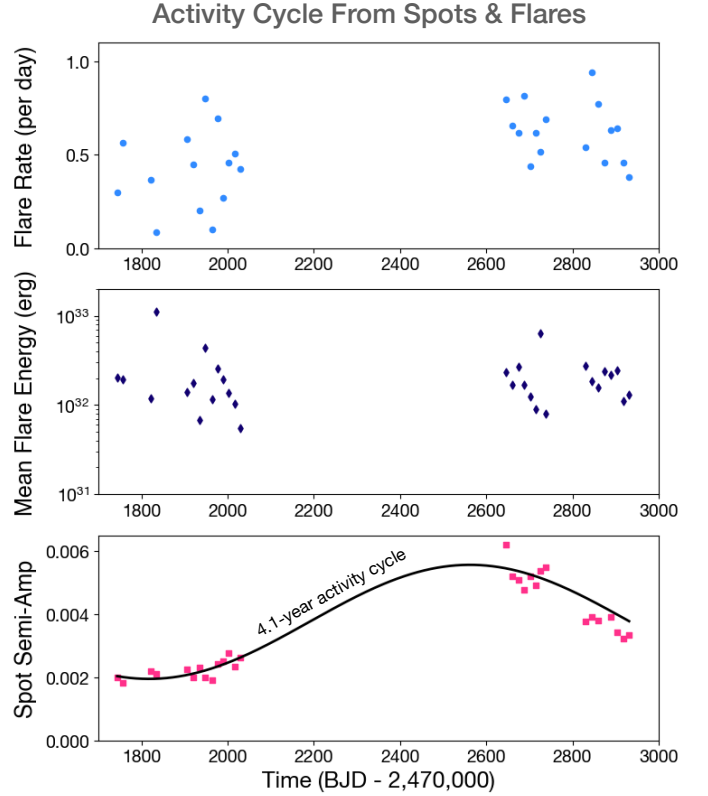 Activity Cycle From Spots & Flares
Flare Rate (per day)
1.0
0.5
0.0
1800 2000 2200 2400 2600 2800 3000
Mean Flare Energy (erg)
10³³
10³²
10³¹
1800 2000 2200 2400 2600 2800 3000
Spot Semi-Amp
0.006
0.004
0.002
0.000
4.1-year activity cycle
1800 2000 2200 2400 2600 2800 3000
Time (BJD - 2,470,000)